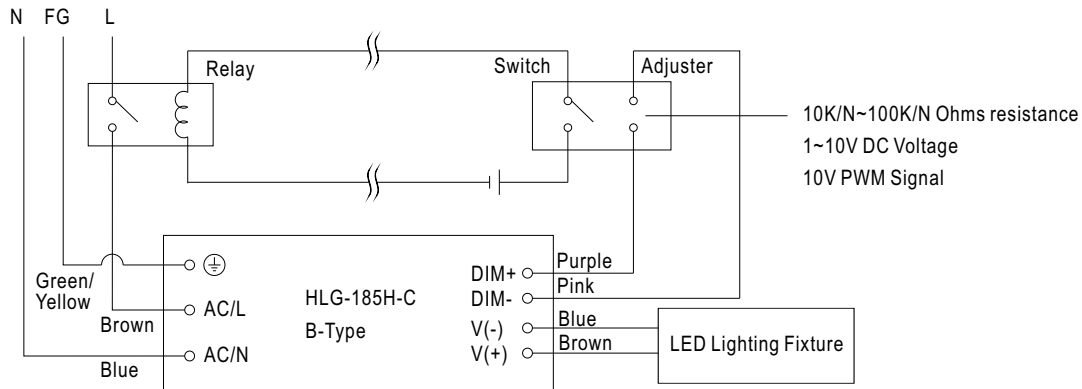 N FG L
Relay
Switch
Adjuster
10K/N~100K/N Ohms resistance
1~10V DC Voltage
10V PWM Signal
Green/
Yellow
Brown
Blue
AC/L
AC/N
HLG-185H-C
B-Type
DIM+
DIM-
V(-)
V(+)
Purple
Pink
Blue
Brown
LED Lighting Fixture